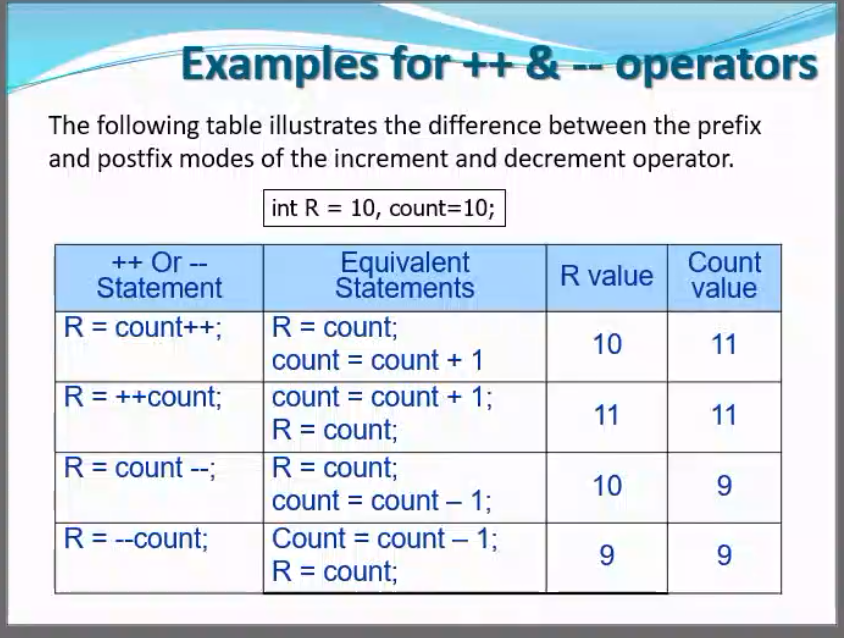 Examples for ++ & -- operators
The following table illustrates the difference between the prefix
and postfix modes of the increment and decrement operator.
int R = 10, count=10;
++ Or --
Statement
Equivalent
Statements
R value
Count
value
R = count++;
R = count;
count = count + 1
10
11
R = ++count;
count = count + 1;
R = count;
11
11
R = count --;
R = count;
count = count – 1;
10
9
R = --count;
Count = count – 1;
R = count;
9
9